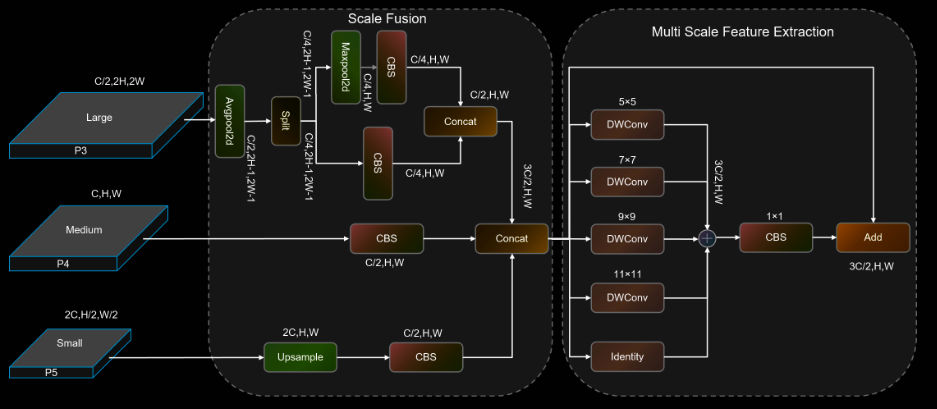 Scale Fusion
Multi Scale Feature Extraction
C/2,2H,2W
Large
P3
Avgpool2d
C/2,2H-1,2W-1
Split
C/4,2H-1,2W-1
C/4,2H-1,2W-1
Maxpool2d
C/4,H,W
CBS
C/4,H,W
CBS
C/4,H,W
C/2,H,W
Concat
3C/2,H,W
C,H,W
Medium
P4
CBS
C/2,H,W
Concat
2C,H/2,W/2
Small
P5
2C,H,W
Upsample
C/2,H,W
CBS
5×5
DWConv
7×7
DWConv
9×9
DWConv
11×11
DWConv
Identity
3C/2,H,W
1×1
CBS
Add
3C/2,H,W